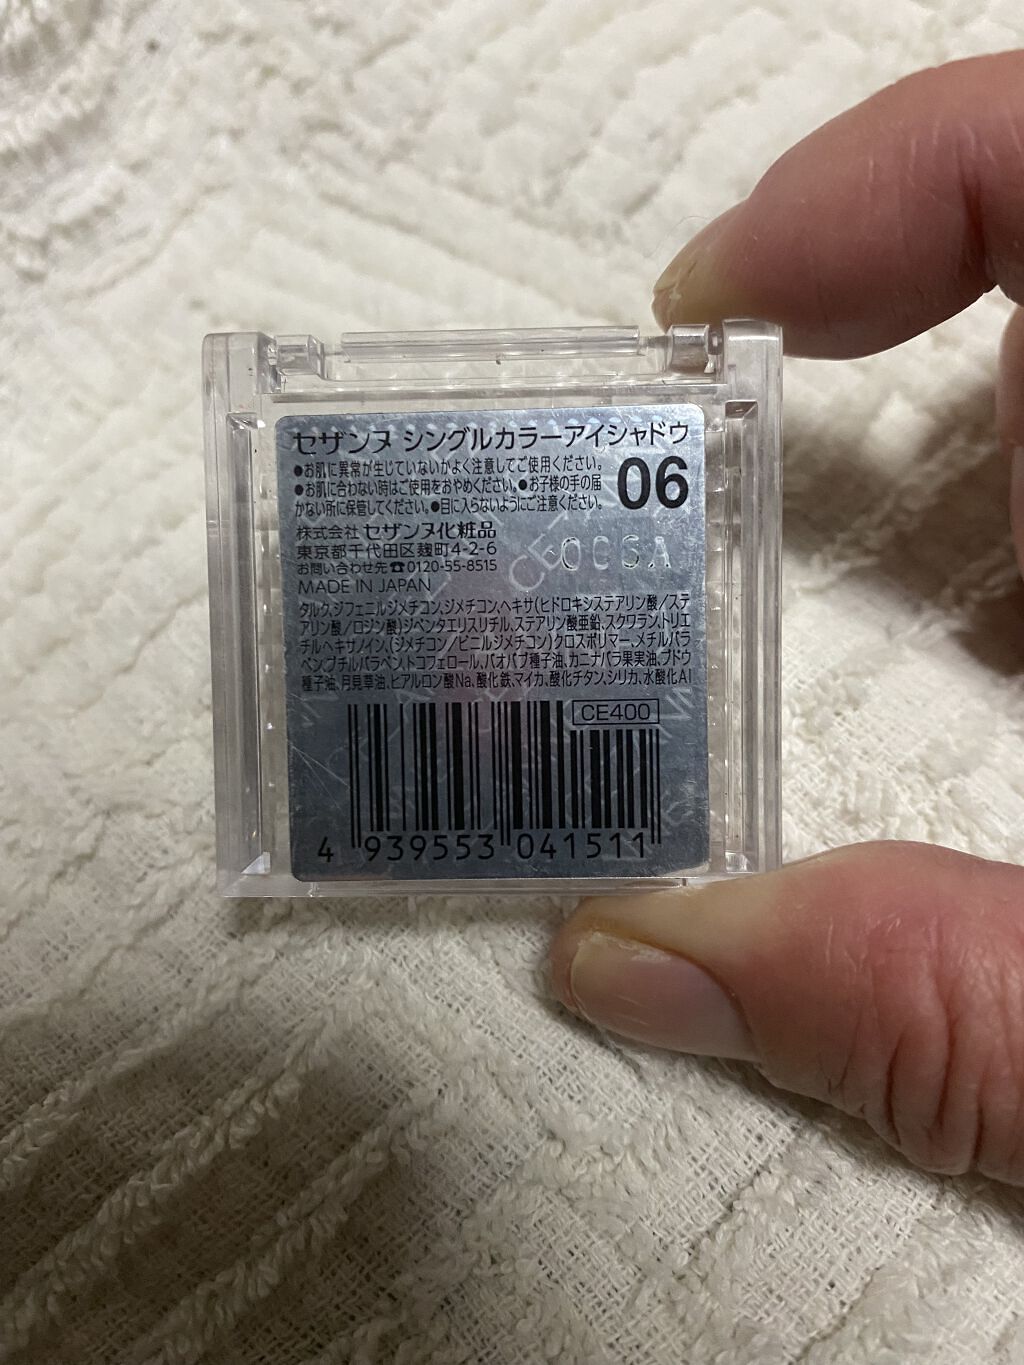 セザンヌ シングルカラーアイシャドウ
●お肌に異常が生じていないかよく注意してご使用ください。
●お肌に合わない時はご使用をおやめください。●お子様の手の届
かない所に保管してください。●目に入らないようにご注意ください。
06
株式会社 セザンヌ化粧品
東京都千代田区麹町4-2-6
お問い合わせ先☎0120-55-8515
MADE IN JAPAN
タルク、ジフェニルジメチコン、ジメチコン、ヘキサ(ヒドロキシステアリン酸/ステ
アリン酸/ロジン酸)ジペンタエリスリチル、ステアリン酸亜鉛、スクワラン、トリエ
チルヘキサノイン、(ジメチコン/ビニルジメチコン)クロスポリマー、メチルパラ
ベン、ブチルパラベン、トコフェロール、バオバブ種子油、カニナバラ果実油、ブドウ
種子油、月見草油、ヒアルロン酸Na、酸化鉄、マイカ、酸化チタン、シリカ、水酸化Al
CE400
4 939553 041511